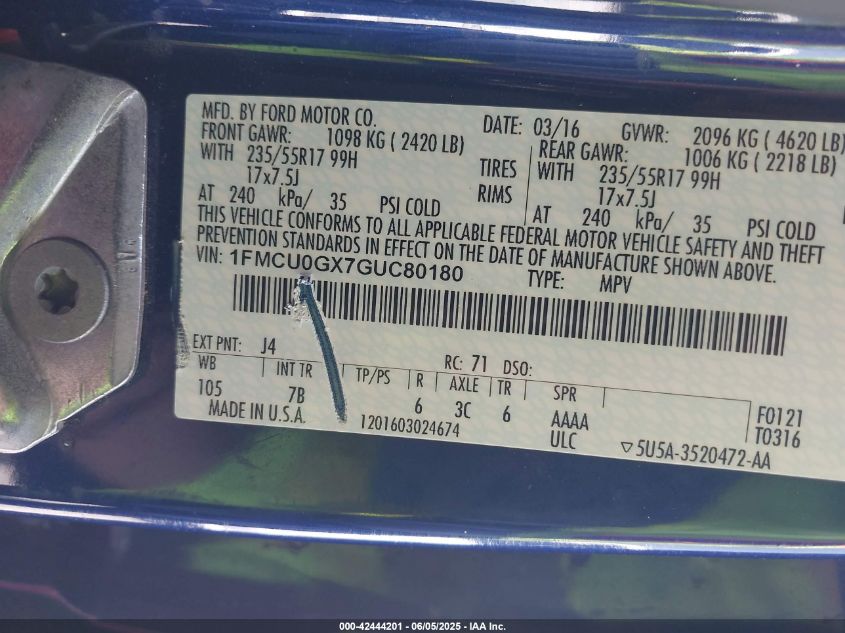 MFD. BY FORD MOTOR CO. DATE: 03/16 GVWR: 2096 KG ( 4620 LB)
FRONT GAWR: 1098 KG ( 2420 LB) REAR GAWR: 1006 KG ( 2218 LB)
WITH 235/55R17 99H TIRES WITH 235/55R17 99H
17x7.5J RIMS 17x7.5J
AT 240 kPa/ 35 PSI COLD AT 240 kPa/ 35 PSI COLD
THIS VEHICLE CONFORMS TO ALL APPLICABLE FEDERAL MOTOR VEHICLE SAFETY AND THEFT
PREVENTION STANDARDS IN EFFECT ON THE DATE OF MANUFACTURE SHOWN ABOVE.
VIN: 1FMCU0GX7GUC80180 TYPE: MPV
EXT PNT: J4 RC: 71 DSO:
WB INT TR TP/PS R AXLE TR SPR
105 7B 6 3C 6 AAAA F0121
MADE IN U.S.A. 1201603024674 ULC T0316
▽5U5A-3520472-AA
000-42444201 - 06/05/2025 - IAA Inc.